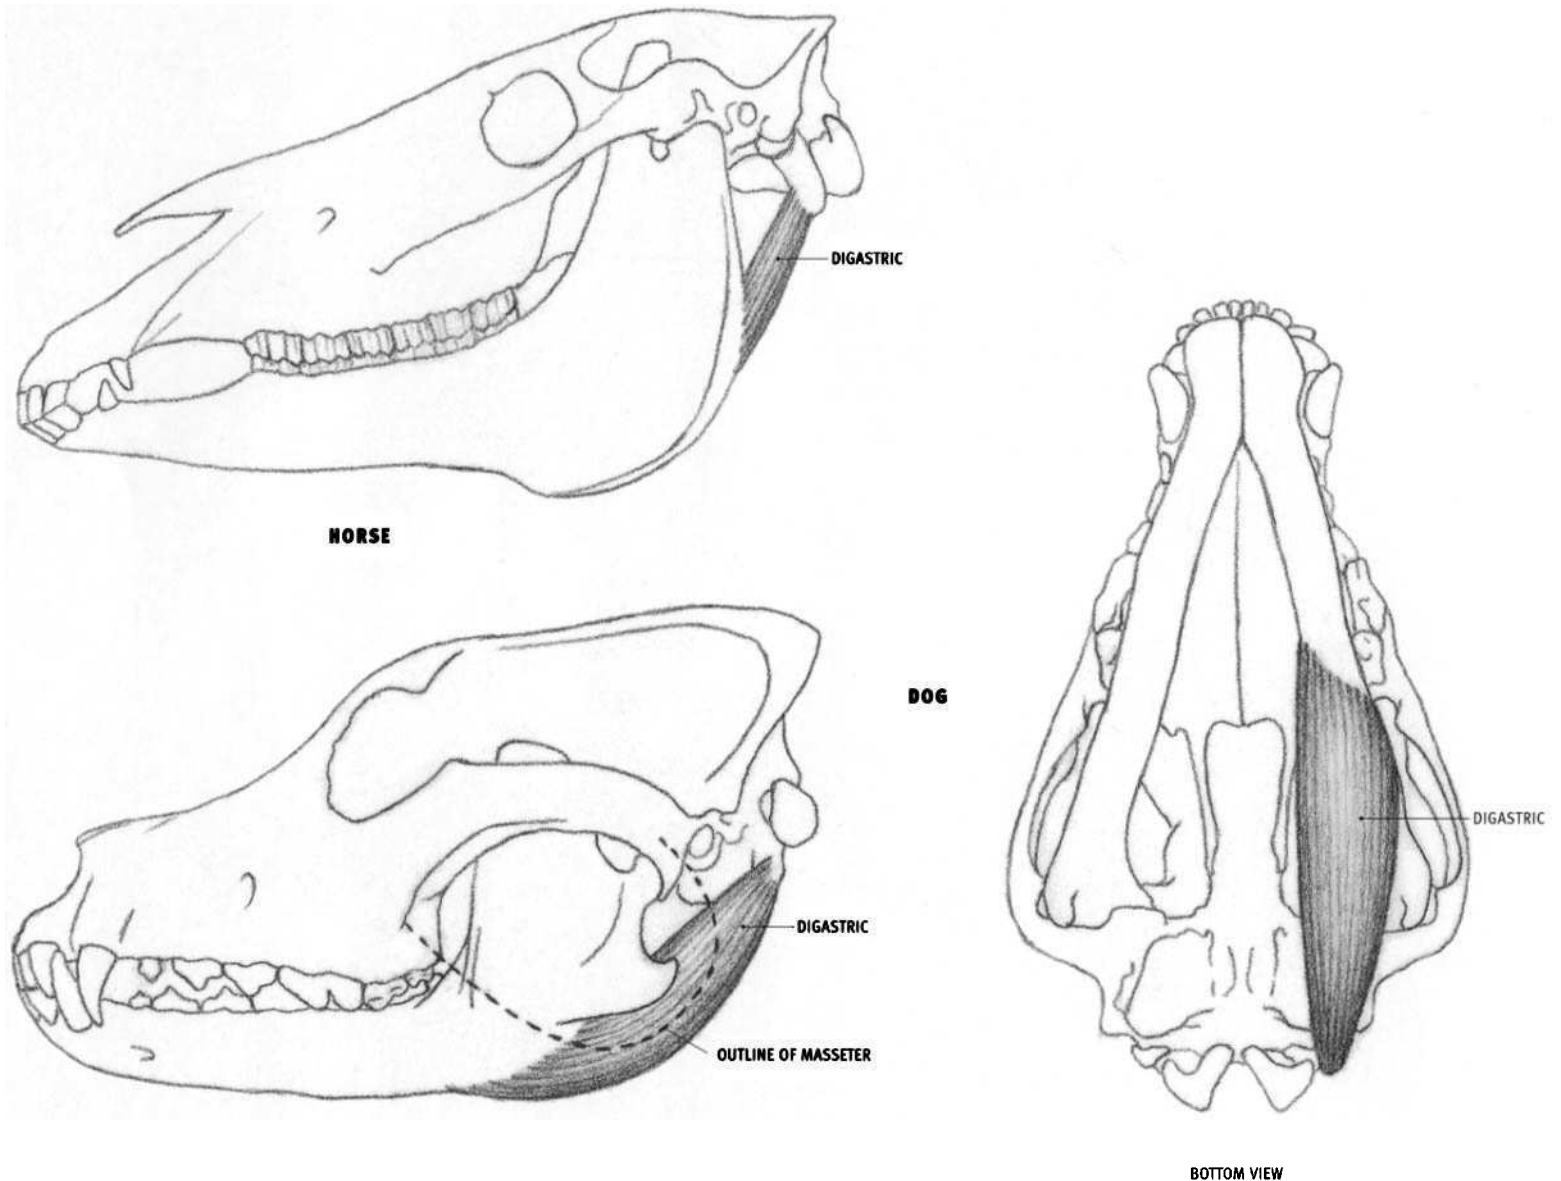 DIGASTRIC
HORSE
DOG
DIGASTRIC
DIGASTRIC
OUTLINE OF MASSETER
BOTTOM VIEW